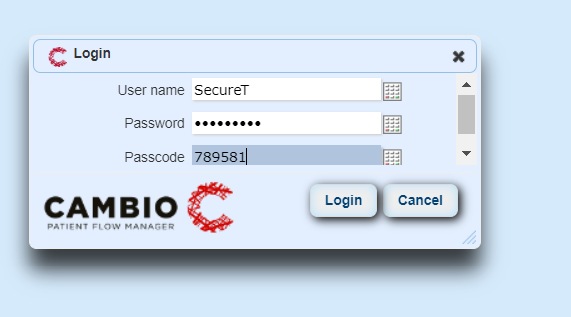 Login
User name SecureT
Password •••••••••
Passcode 789581
CAMBIO
PATIENT FLOW MANAGER
Login Cancel